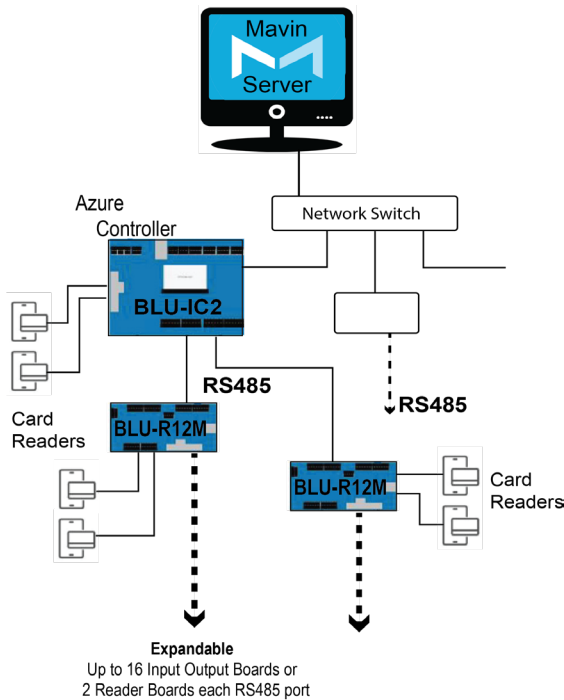 Mavin
Server
Network Switch
Azure
Controller
BLU-IC2
RS485
RS485
BLU-R12M
Card
Readers
BLU-R12M
Card
Readers
Expandable
Up to 16 Input Output Boards or
2 Reader Boards each RS485 port